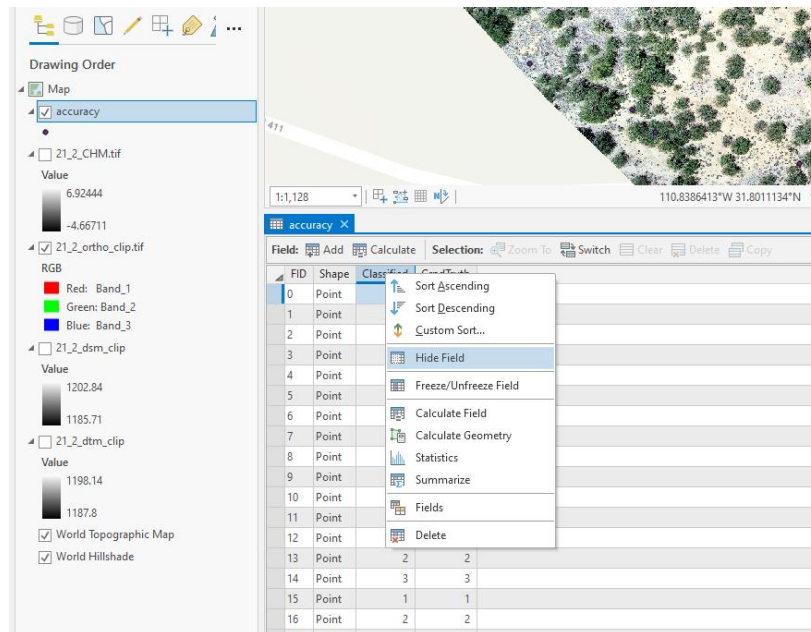 Drawing Order
Map
accuracy
21_2_CHM.tif
Value
6.92444
-4.66711
21_2_ortho_clip.tif
RGB
Red: Band_1
Green: Band_2
Blue: Band_3
21_2_dsm_clip
Value
1202.84
1185.71
21_2_dtm_clip
Value
1198.14
1187.8
World Topographic Map
World Hillshade
411
1:1,128
110.8386413°W 31.8011134°N
accuracy
Field: Add Calculate Selection: Zoom To Switch Clear Delete Copy
FID Shape Classified GrndTruth
0 Point
1 Point
2 Point
3 Point
4 Point
5 Point
6 Point
7 Point
8 Point
9 Point
10 Point
11 Point
12 Point
13 Point 2 2
14 Point 3 3
15 Point 1 1
16 Point 2 2
Sort Ascending
Sort Descending
Custom Sort...
Hide Field
Freeze/Unfreeze Field
Calculate Field
Calculate Geometry
Statistics
Summarize
Fields
Delete